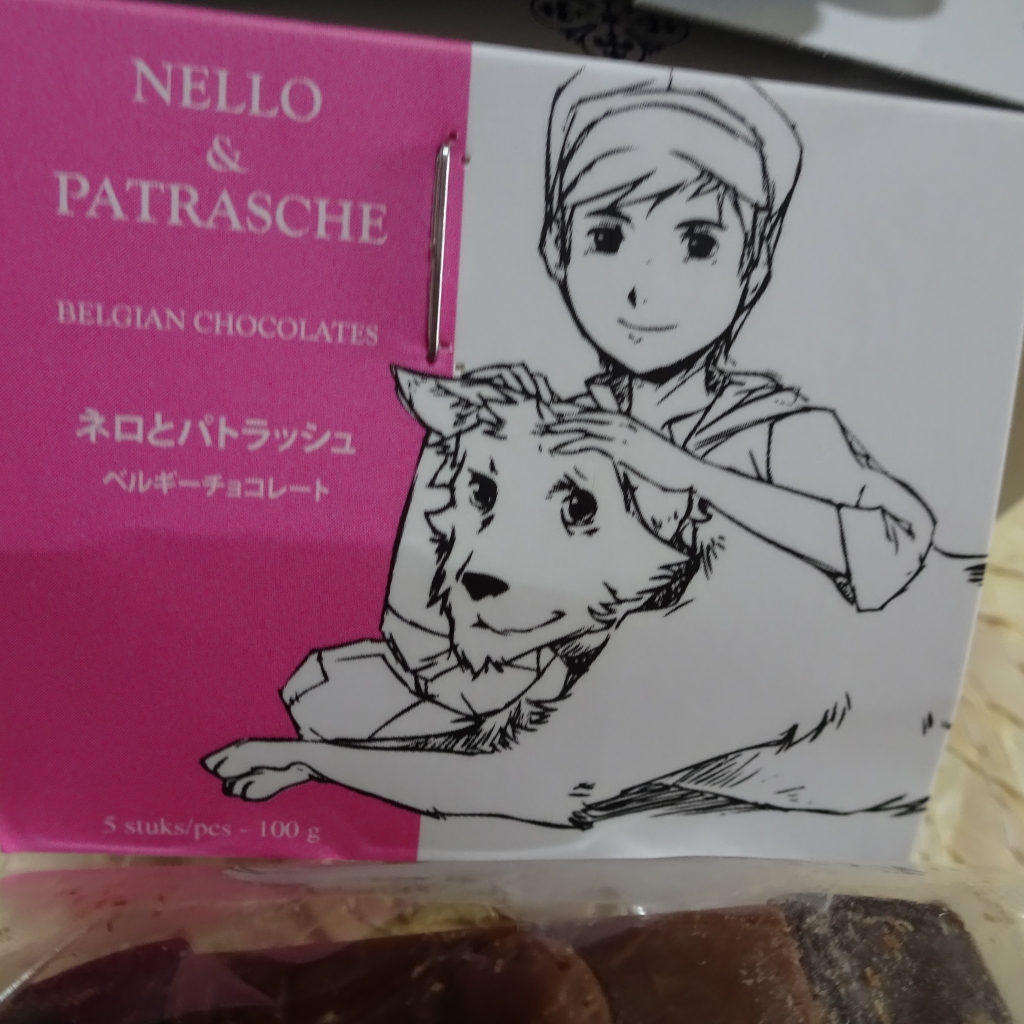 NELLO
&
PATRASCHE
BELGIAN CHOCOLATES
ネロとパトラッシュ
ベルギーチョコレート
5 stuks/pcs - 100 g